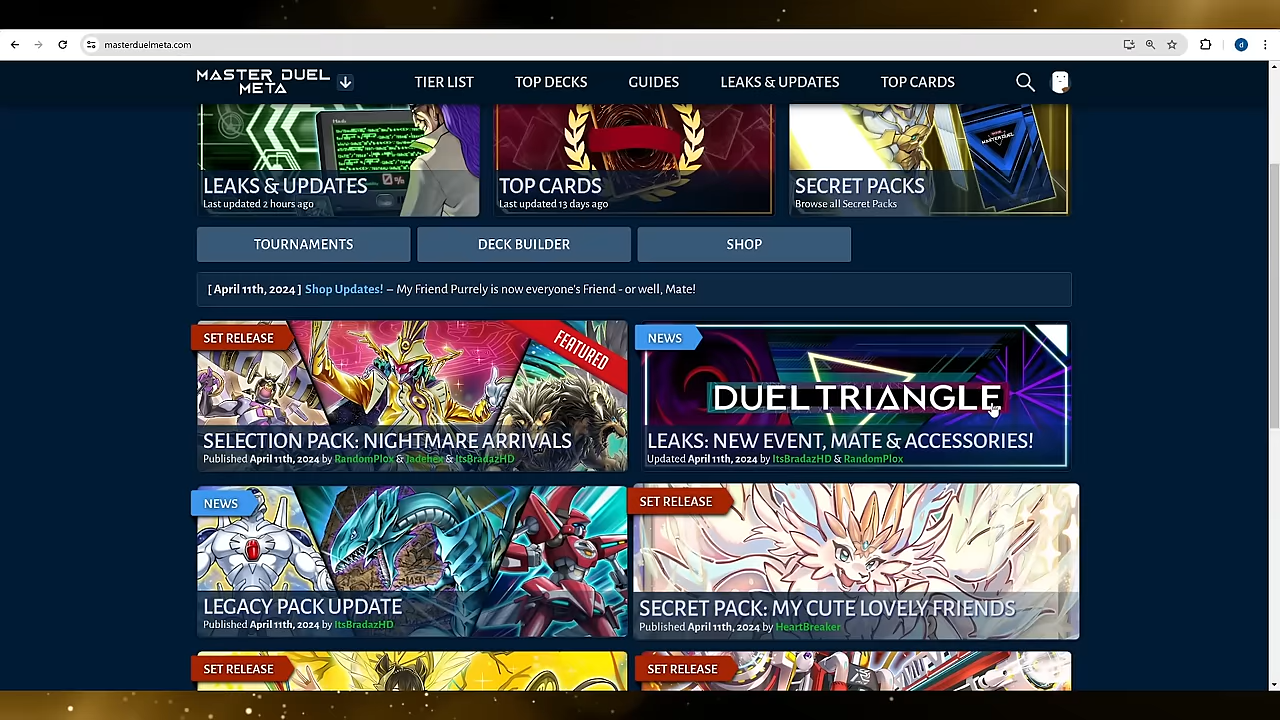 masterduelmeta.com
d
MASTER DUEL
META
TIER LIST
TOP DECKS
GUIDES
LEAKS & UPDATES
TOP CARDS
LEAKS & UPDATES
Last updated 2 hours ago
TOP CARDS
Last updated 13 days ago
SECRET PACKS
Browse all Secret Packs
TOURNAMENTS
DECK BUILDER
SHOP
[ April 11th, 2024 ] Shop Updates! – My Friend Purrely is now everyone's Friend - or well, Mate!
SET RELEASE
FEATURED
SELECTION PACK: NIGHTMARE ARRIVALS
Published April 11th, 2024 by RandomPlox & Jadehex & ItsBradazHD
NEWS
DUEL TRIANGLE
LEAKS: NEW EVENT, MATE & ACCESSORIES!
Updated April 11th, 2024 by ItsBradazHD & RandomPlox
NEWS
LEGACY PACK UPDATE
Published April 11th, 2024 by ItsBradazHD
SET RELEASE
SECRET PACK: MY CUTE LOVELY FRIENDS
Published April 11th, 2024 by HeartBreaker
SET RELEASE
SET RELEASE